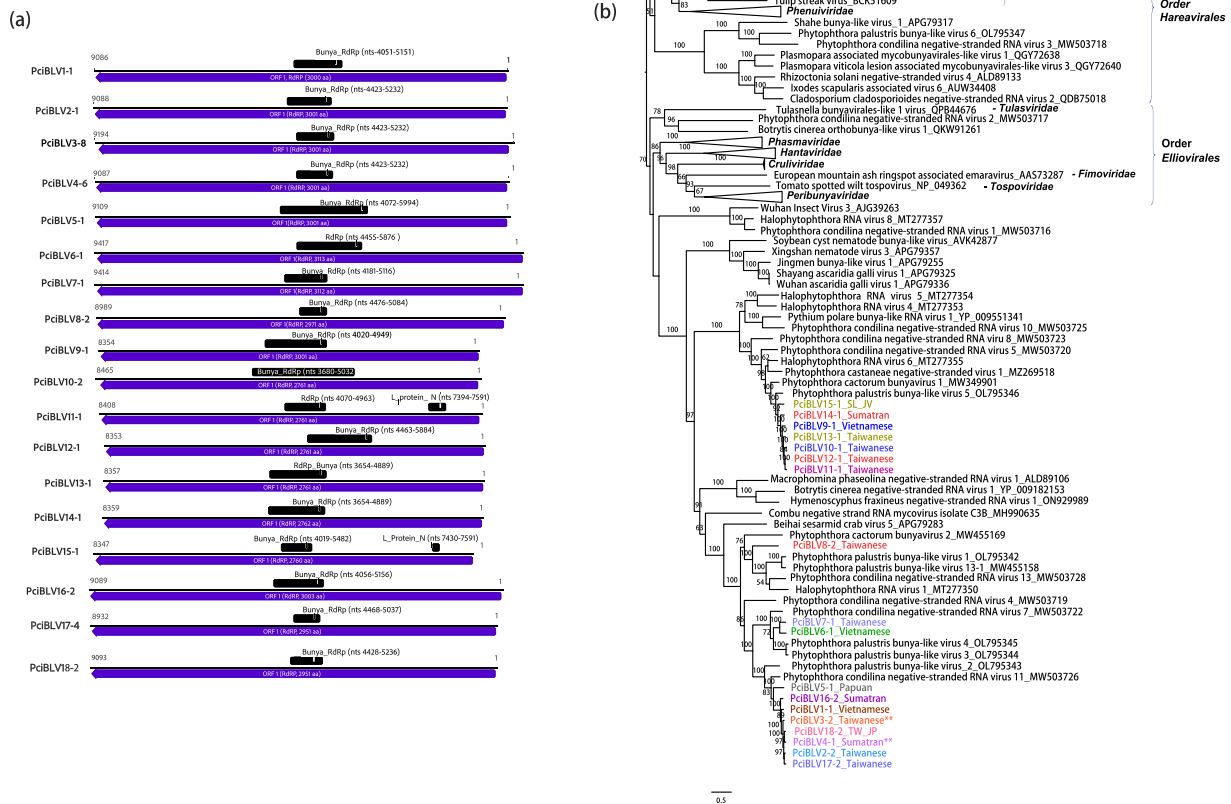 (a)
Bunya_RdRp (nts-4051-5151)
9086
1
PciBLV1-1
ORF 1, RdRP (3000 aa)
Bunya_RdRp (nts-4423-5232)
9088
1
PciBLV2-1
ORF 1 (RdRP, 3001 aa)
Bunya_RdRp (nts 4423-5232)
9194
1
PciBLV3-8
ORF 1 (RdRP, 3001 aa)
Bunya_RdRp (nts 4423-5232)
9087
1
PciBLV4-6
ORF 1 (RdRP, 3001 aa)
Bunya_RdRp (nts 4072-5994)
9109
1
PciBLV5-1
ORF 1(RdRP, 3001 aa)
RdRp (nts 4455-5876 )
9417
1
PciBLV6-1
ORF 1(RdRP, 3113 aa)
RdRp (nts 4181-5116)
9414
1
PciBLV7-1
ORF 1(RdRP, 3112 aa)
Bunya_RdRp (nts 4476-5084)
8989
1
PciBLV8-2
ORF 1(RdRP, 2971 aa)
Bunya_RdRp (nts 4020-4949)
8354
1
PciBLV9-1
ORF 1 (RdRP, 3001 aa)
Bunya_RdRp (nts 3680-5032
8465
1
PciBLV10-2
ORF 1 (RdRP, 2761 aa)
RdRp (nts 4070-4963)
L_protein_ N (nts 7394-7591)
8408
1
PciBLV11-1
ORF 1 (RdRP, 2761 aa)
Bunya_RdRp (nts 4463-5884)
8353
1
PciBLV12-1
ORF 1 (RdRP, 2761 aa)
RdRp_Bunya (nts 3654-4889)
8357
1
PciBLV13-1
ORF 1 (RdRP, 2761 aa)
Bunya_RdRp (nts 3654-4889)
8359
1
PciBLV14-1
ORF 1 (RdRP, 2762 aa)
Bunya_RdRp (nts 4019-5482)
L_Protein_N (nts 7430-7591)
8347
1
PciBLV15-1
ORF 1 (RdRP, 2760 aa)
Bunya_RdRp (nts 4056-5156)
9089
1
PciBLV16-2
ORF 1 (RdRP, 3003 aa)
Bunya_RdRp (nts 4468-5037)
8932
1
PciBLV17-4
ORF 1 (RdRP, 2951 aa)
Bunya_RdRp (nts 4428-5236)
9093
1
PciBLV18-2
ORF 1 (RdRP, 2951 aa)
(b)
Tulip streak virus_BCR51609
Phenuiviridae
Order
Hareavirales
Shahe bunya-like virus_1_APG79317
Phytophthora palustris bunya-like virus 6_OL795347
Phytophthora condilina negative-stranded RNA virus 3_MW503718
Plasmopara associated mycobunyavirales-like virus 1_QGY72638
Plasmopara viticola lesion associated mycobunyavirales-like virus 3_QGY72640
Rhizoctonia solani negative-stranded virus 4_ALD89133
Ixodes scapularis associated virus 6_AUW34408
Cladosporium cladosporioides negative-stranded RNA virus 2_QDB75018
Tulasnella bunyavirales-like 1 virus_QPB44676 - Tulasviridae
Phytophthora condilina negative-stranded RNA virus 2_MW503717
Botrytis cinerea orthobunya-like virus 1_QKW91261
Phasmaviridae
Hantaviridae
Cruliviridae
European mountain ash ringspot associated emaravirus_AAS73287 - Fimoviridae
Tomato spotted wilt tospovirus_NP_049362 - Tospoviridae
Peribunyaviridae
Order
Elliovirales
Wuhan Insect Virus 3_AJG39263
Halophytophthora RNA virus 8_MT277357
Phytophthora condilina negative-stranded RNA virus 1_MW503716
Soybean cyst nematode bunya-like virus_AVK42877
Xingshan nematode virus 3_APG79357
Jingmen bunya-like virus 1_APG79255
Shayang ascaridia galli virus 1_APG79325
Wuhan ascaridia galli virus 1_APG79336
Halophytophthora RNA virus 5_MT277354
Halophytophthora RNA virus 4_MT277353
Pythium polare bunya-like RNA virus 1_YP_009551341
Phytophthora condilina negative-stranded RNA virus 10_MW503725
Phytophthora condilina negative-stranded RNA viru 8_MW503723
Phytophthora condilina negative-stranded RNA virus 5_MW503720
Halophytophthora RNA virus 6_MT277355
Phytophthora castaneae negative-stranded RNA virus 1_MZ269518
Phytophthora cactorum bunyavirus 1_MW349901
Phytophthora palustris bunya-like RNA virus 5_OL795346
PciBLV15-1_SL_JV
PciBLV14-1_Sumatran
PciBLV9-1_Vietnamese
PciBLV13-1_Taiwanese
PciBLV10-1_Taiwanese
PciBLV12-1_Taiwanese
PciBLV11-1_Taiwanese
Macrophomina phaseolina negative-stranded RNA virus 1_ALD89106
Botrytis cinerea negative-stranded RNA virus 1_YP_009182153
Hymenoscyphus fraxineus negative-stranded RNA virus 1_ON929989
Combu negative strand RNA mycovirus isolate C3B_MH990635
Beihai sesarmid crab virus 5_APG79283
Phytophthora cactorum bunyavirus 2_MW455169
PciBLV8-2_Taiwanese
Phytophthora palustris bunya-like virus 1_OL795342
Phytophthora palustris bunya-like virus 13-1_MW455158
Phytophthora condilina negative-stranded RNA virus 13_MW503728
Halophytophthora RNA virus 1_MT277350
Phytophthora condilina negative-stranded RNA virus 4_MW503719
Phytophthora condilina negative-stranded RNA virus 7_MW503722
PciBLV7-1_Taiwanese
PciBLV6-1_Vietnamese
Phytophthora palustris bunya-like virus 4_OL795345
Phytophthora palustris bunya-like virus 3_OL795344
Phytophthora palustris bunya-like virus_2_OL795343
Phytophthora condilina negative-stranded RNA virus 11_MW503726
PciBLV5-1_Papuan
PciBLV16-2_Sumatran
PciBLV1-1_Vietnamese
PciBLV3-2_Taiwanese**
PciBLV18-2_TW_JP
PciBLV4-1_Sumatran**
PciBLV2-2_Taiwanese
PciBLV17-2_Taiwanese
0.5